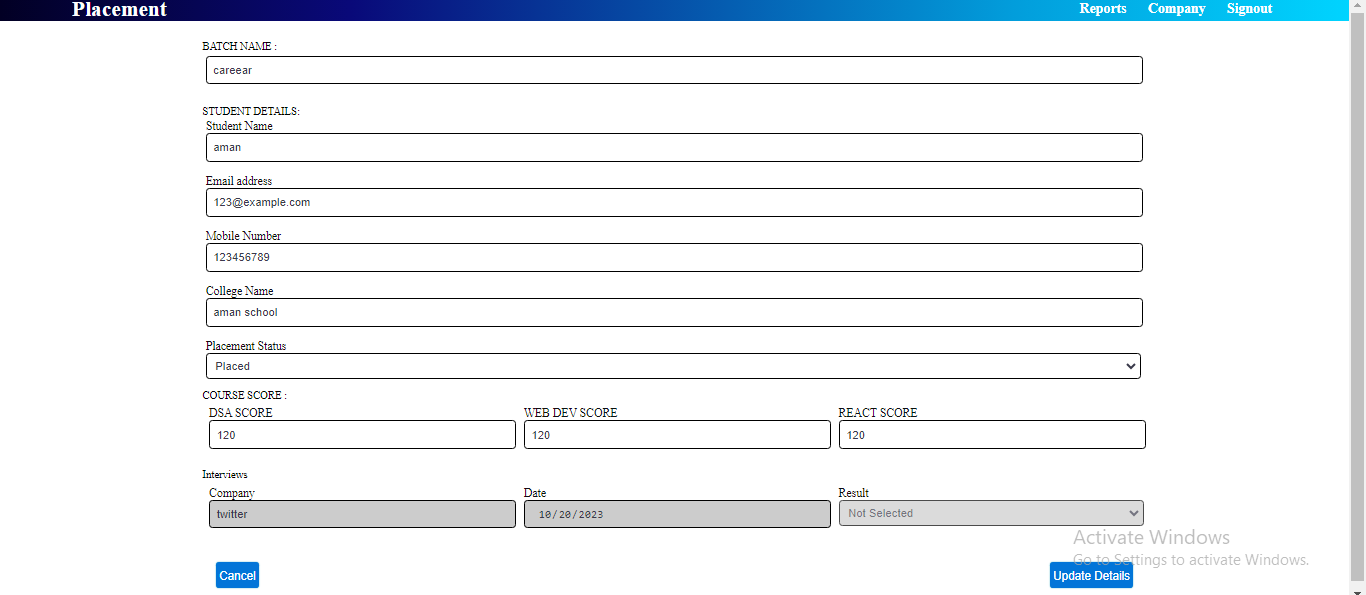 Placement Reports Company Signout
BATCH NAME :
careear
STUDENT DETAILS:
Student Name
aman
Email address
123@example.com
Mobile Number
123456789
College Name
aman school
Placement Status
Placed
COURSE SCORE :
DSA SCORE WEB DEV SCORE REACT SCORE
120 120 120
Interviews
Company Date Result
twitter 10/20/2023 Not Selected
Activate Windows
Go to Settings to activate Windows.
Cancel Update Details